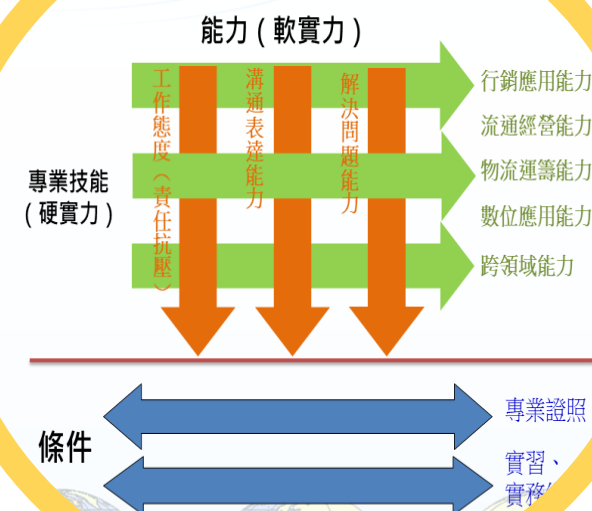 能力(軟實力)
工作態度(責任抗壓)
溝通表達能力
解決問題能力
專業技能
(硬實力)
行銷應用能力
流通經營能力
物流運籌能力
數位應用能力
跨領域能力
條件
專業證照
實習、
實務